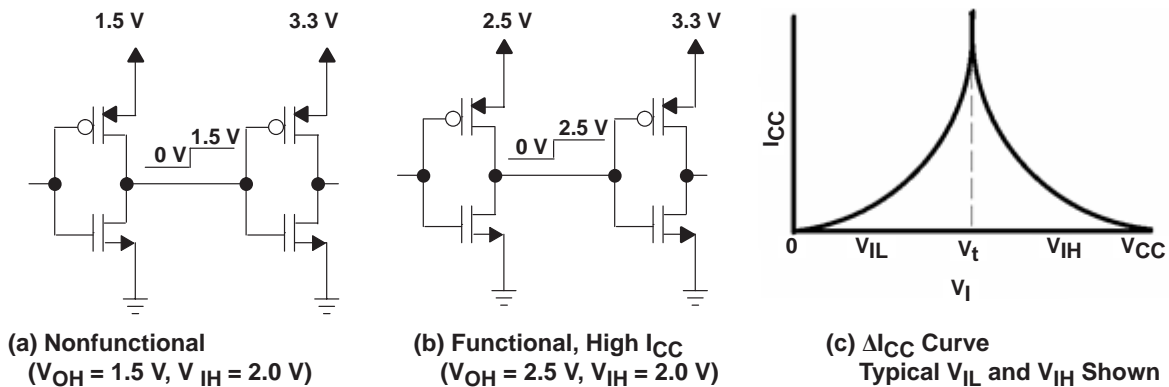 1.5 V
3.3 V
0 V
1.5 V
(a) Nonfunctional
(VOH = 1.5 V, V IH = 2.0 V)
2.5 V
3.3 V
0 V
2.5 V
(b) Functional, High ICC
(VOH = 2.5 V, VIH = 2.0 V)
ICC
0
VIL
Vt
VIH
VCC
VI
(c) ΔICC Curve
Typical VIL and VIH Shown